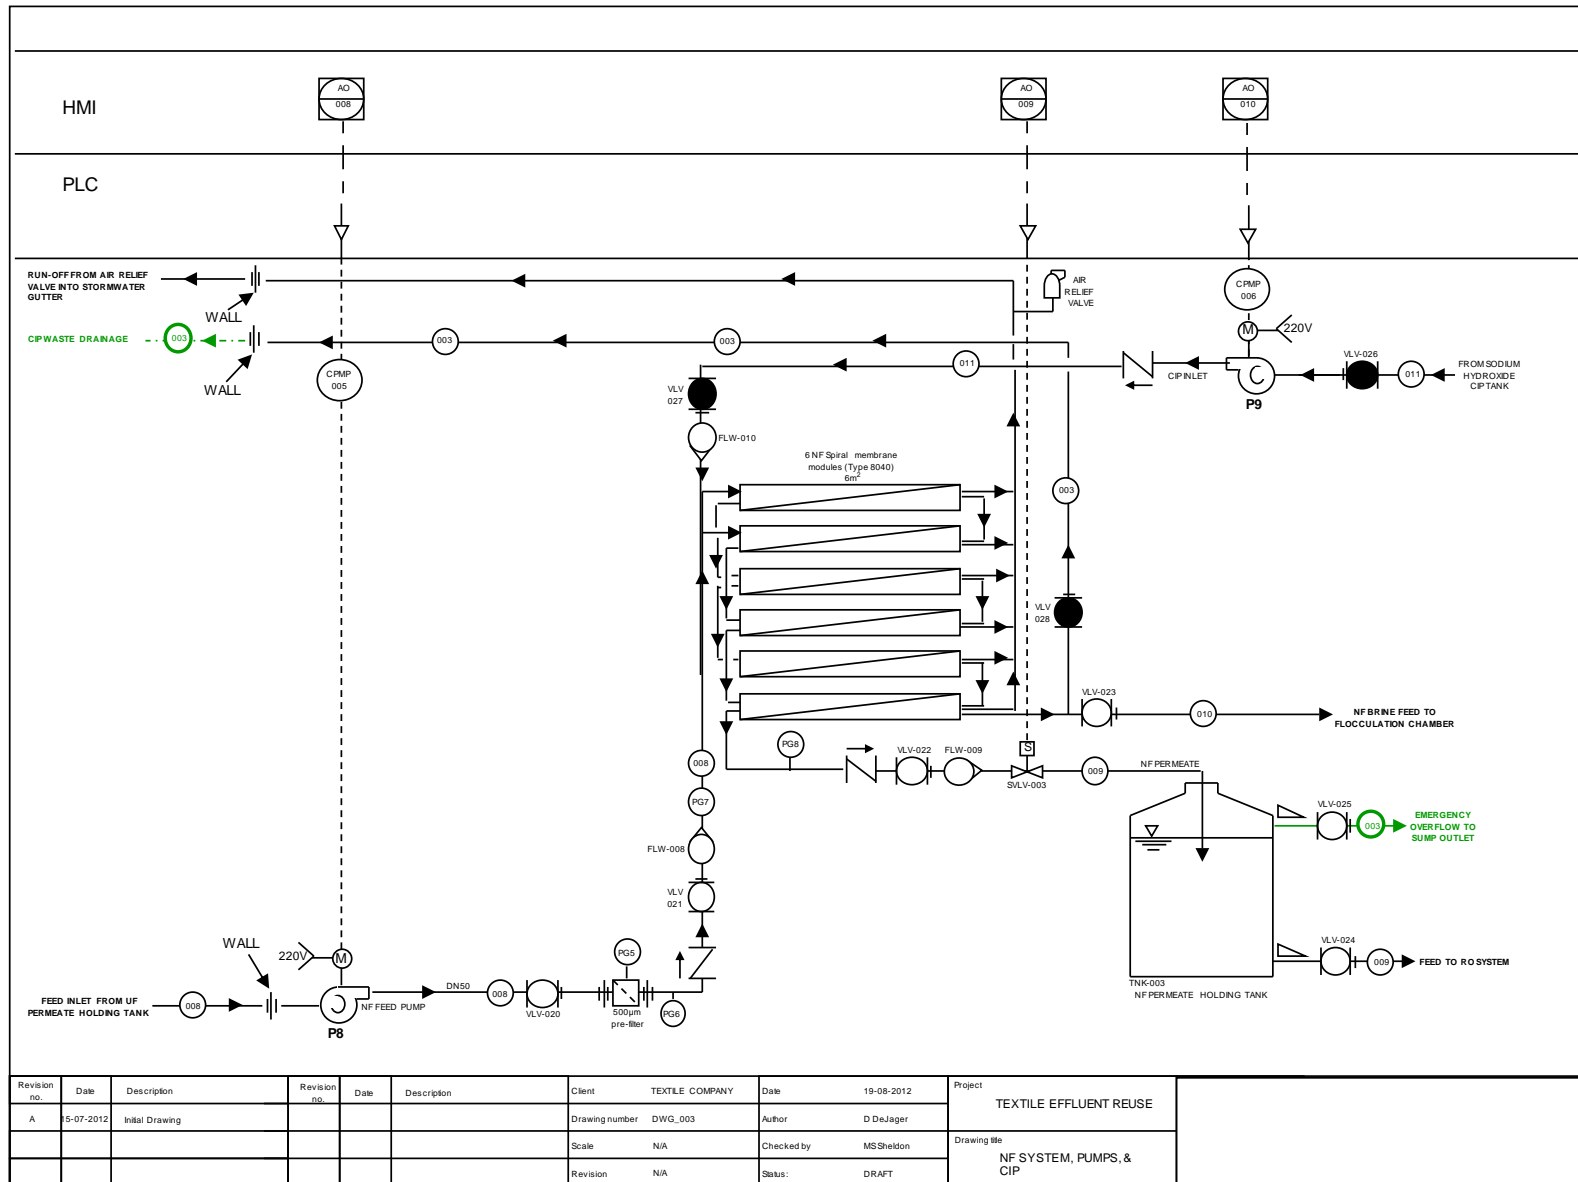 HMI
AO
008
AO
009
AO
010
PLC
RUN-OFF FROM AIR RELIEF
VALVE INTO STORMWATER
GUTTER
WALL
AIR
RELIEF
VALVE
CPMP
006
M
220V
CIP WASTE DRAINAGE
003
WALL
003
003
CPMP
005
VLV
027
011
CIP INLET
VLV-026
011
FROM SODIUM
HYDROXIDE
CIP TANK
P9
FLW-010
6 NF Spiral membrane
modules (Type 8040)
6m²
003
VLV
028
VLV-023
010
NF BRINE FEED TO
FLOCCULATION CHAMBER
PG8
VLV-022
FLW-009
S
SVLV-003
009
NF PERMEATE
008
PG7
FLW-008
VLV
021
VLV-025
003
EMERGENCY
OVERFLOW TO
SUMP OUTLET
VLV-024
009
FEED TO RO SYSTEM
TNK-003
NF PERMEATE HOLDING TANK
WALL
220V
M
FEED INLET FROM UF
PERMEATE HOLDING TANK
008
NF FEED PUMP
P8
DN50
008
VLV-020
PG5
500µm
pre-filter
PG6
Revision no. Date Description Revision no. Date Description Client TEXTILE COMPANY Date 19-08-2012 Project
TEXTILE EFFLUENT REUSE
A 15-07-2012 Initial Drawing Drawing number DWG_003 Author D DeJager
Scale N/A Checked by MSSheldon Drawing title
NF SYSTEM, PUMPS, &
CIP
Revision N/A Status: DRAFT